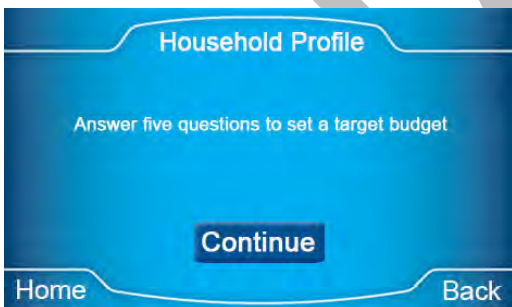 Household Profile
Answer five questions to set a target budget
Continue
Home
Back